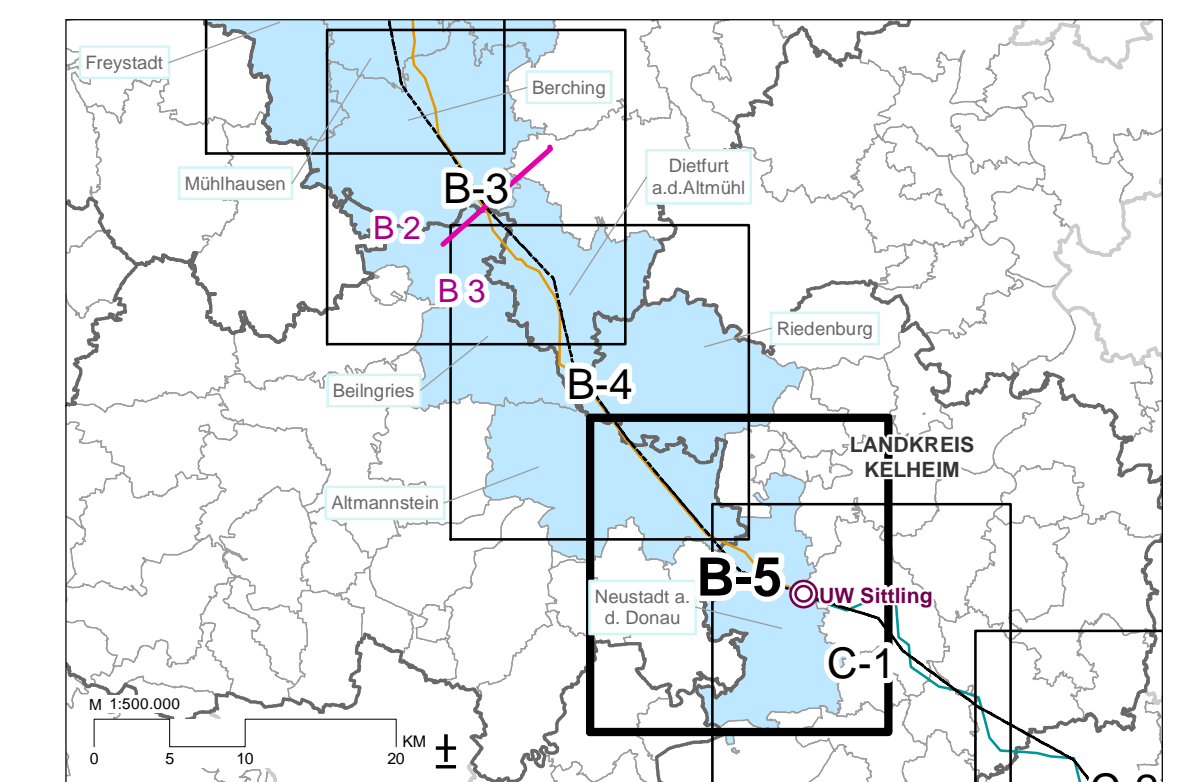 Freystadt
Berching
Mühlhausen
Dietfurt
a.d.Altmühl
B-3
B 2
B 3
Riedenburg
Beilngries
B-4
LANDKREIS
KELHEIM
Altmannstein
B-5
Neustadt a.
d. Donau
UW Sittling
C-1
M 1:500.000
KM
0 5 10 20